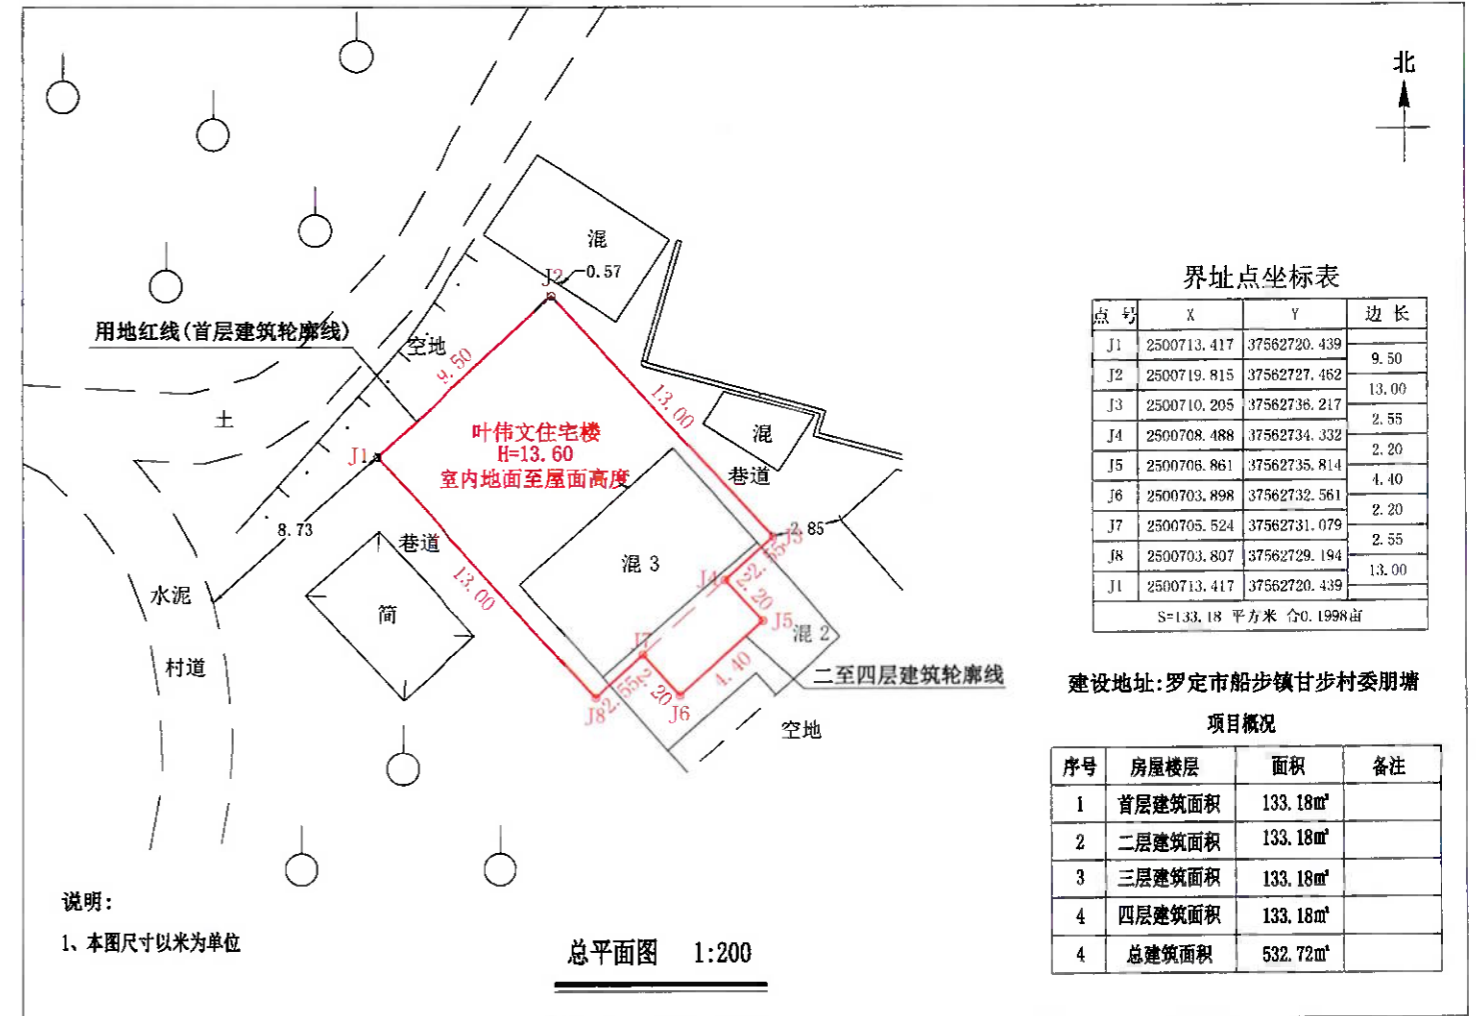 北
混
J2
0.57
用地红线(首层建筑轮廓线)
空地
9.50
土
13.00
叶伟文住宅楼
H=13.60
室内地面至屋面高度
J1
混
巷道
8.73
巷道
2.85
J3
混 3
2.55
J4
2.20
水泥
13.00
简
J5
混 2
J7
村道
4.40
二至四层建筑轮廓线
2.55
2.20
J8
J6
空地
界址点坐标表
点 号 X Y 边 长
J1 2500713.417 37562720.439
9.50
J2 2500719.815 37562727.462
13.00
J3 2500710.205 37562736.217
2.55
J4 2500708.488 37562734.332
2.20
J5 2500706.861 37562735.814
4.40
J6 2500703.898 37562732.561
2.20
J7 2500705.524 37562731.079
2.55
J8 2500703.807 37562729.194
13.00
J1 2500713.417 37562720.439
S=133.18 平方米 合0.1998亩
建设地址:罗定市船步镇甘步村委朋塘
项目概况
序号 房屋楼层 面积 备注
1 首层建筑面积 133.18㎡
2 二层建筑面积 133.18㎡
3 三层建筑面积 133.18㎡
4 四层建筑面积 133.18㎡
4 总建筑面积 532.72㎡
说明:
1、本图尺寸以米为单位
总平面图 1:200